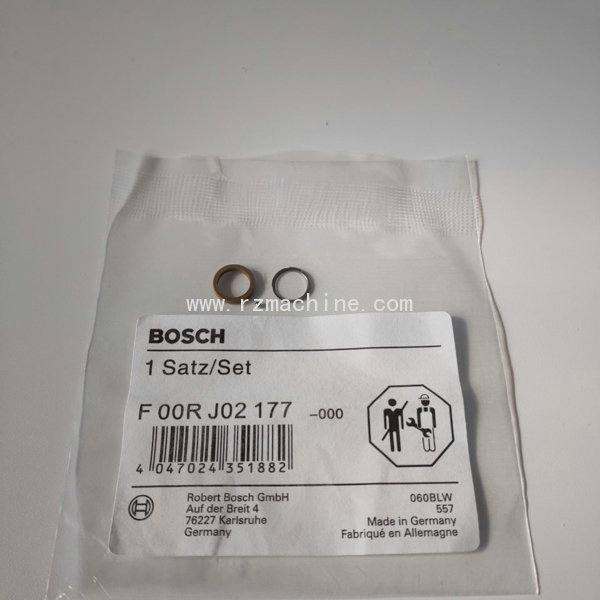 www.rzmachine.com
BOSCH
1 Satz/Set
F 00R J02 177 -000
4 047024 351882
Robert Bosch GmbH
Auf der Breit 4
76227 Karlsruhe
Germany
060BLW
557
Made in Germany
Fabriqué en Allemagne